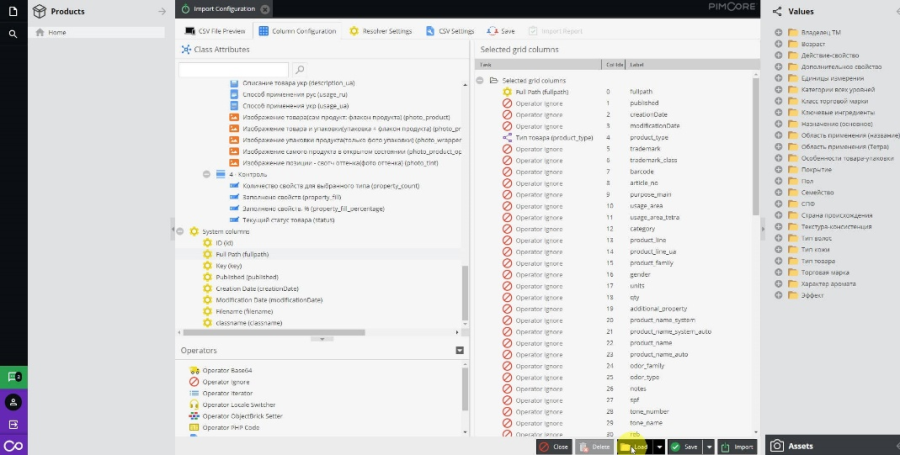 Products
Home
Import Configuration
CSV File Preview
Column Configuration
Resolver Settings
CSV Settings
Save
Import Report
PIMCORE
Class Attributes
Описание товара укр (description_ua)
Способ применения рус (usage_ru)
Способ применения укр (usage_ua)
Изображение товара(сам продукт: флакон продукта) (photo_product)
Изображение товара и упаковки(упаковка + флакон продукта) (photo_pr
Изображение упаковки продукта(только фото упаковки) (photo_wrapper
Изображение самого продукта в открытом состоянии (photo_product_op
Изображение позиции - свотч оттенка(фото оттенка) (photo_tint)
4 - Контроль
Количество свойств для выбранного типа (property_count)
Заполнено свойств (property_fill)
Заполнено свойств, % (property_fill_percentage)
Текущий статус товара (status)
System columns
ID (id)
Full Path (fullpath)
Key (key)
Published (published)
Creation Date (creationDate)
Modification Date (modificationDate)
Filename (filename)
classname (classname)
Operators
Operator Base64
Operator Ignore
Operator Iterator
Operator Locale Switcher
Operator ObjectBrick Setter
Operator PHP Code
Selected grid columns
Task Col Idx Label
Selected grid columns
Full Path (fullpath) 0 fullpath
Operator Ignore 1 published
Operator Ignore 2 creationDate
Operator Ignore 3 modificationDate
Тип товара (product_type) 4 product_type
Operator Ignore 5 trademark
Operator Ignore 6 trademark_class
Operator Ignore 7 barcode
Operator Ignore 8 article_no
Operator Ignore 9 purpose_main
Operator Ignore 10 usage_area
Operator Ignore 11 usage_area_tetra
Operator Ignore 12 category
Operator Ignore 13 product_line
Operator Ignore 14 product_line_ua
Operator Ignore 15 product_family
Operator Ignore 16 gender
Operator Ignore 17 units
Operator Ignore 18 qty
Operator Ignore 19 additional_property
Operator Ignore 20 product_name_system
Operator Ignore 21 product_name_system_auto
Operator Ignore 22 product_name
Operator Ignore 23 product_name_auto
Operator Ignore 24 odor_family
Operator Ignore 25 odor_type
Operator Ignore 26 notes
Operator Ignore 27 spf
Operator Ignore 28 tone_number
Operator Ignore 29 tone_name
Operator Ignore 30
Close
Delete
Load
Save
Import
Values
Владелец ТМ
Возраст
Действие-свойство
Дополнительное свойство
Единицы измерения
Категории всех уровней
Класс торговой марки
Ключевые ингредиенты
Назначение (основное)
Область применения (название)
Область применения (Тетра)
Особенности товара-упаковки
Покрытие
Пол
Семейство
СПФ
Страна происхождения
Текстура-консистенция
Тип волос
Тип кожи
Тип товара
Торговая марка
Характер аромата
Эффект
Assets